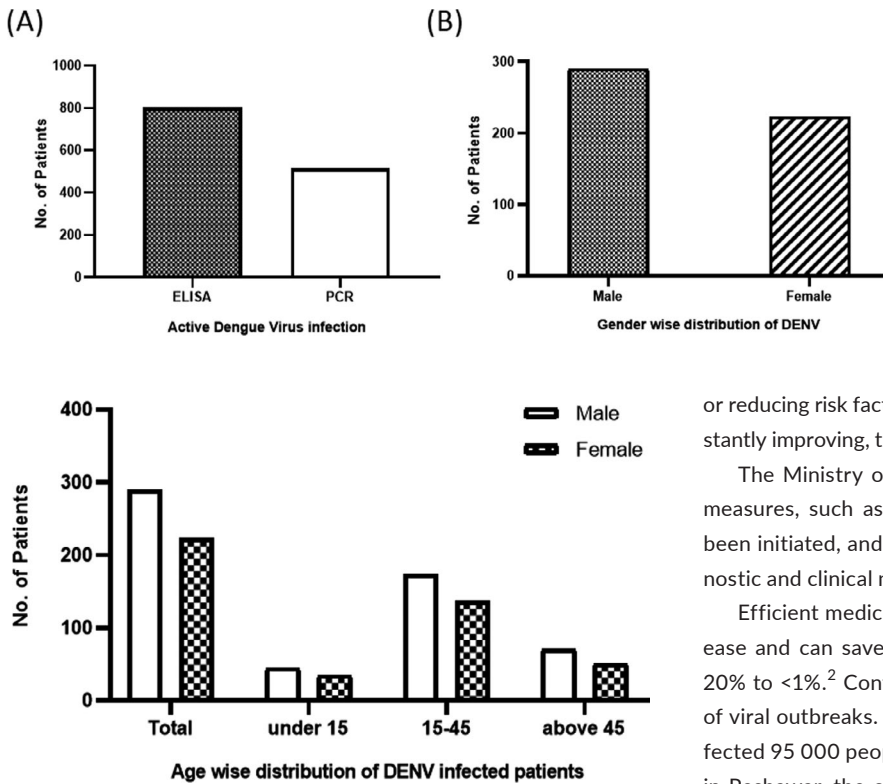 (A)
1000
800
600
400
200
0
No. of Patients
ELISA PCR
Active Dengue Virus infection
(B)
300
200
100
0
No. of Patients
Male Female
Gender wise distribution of DENV
400
300
200
100
0
No. of Patients
Male
Female
Total under 15 15-45 above 45
Age wise distribution of DENV infected patients
or reducing risk fact
stantly improving, t
The Ministry o
measures, such as
been initiated, and
nostic and clinical r
Efficient medic
ease and can save
20% to <1%.2 Con
of viral outbreaks.
fected 95 000 peo